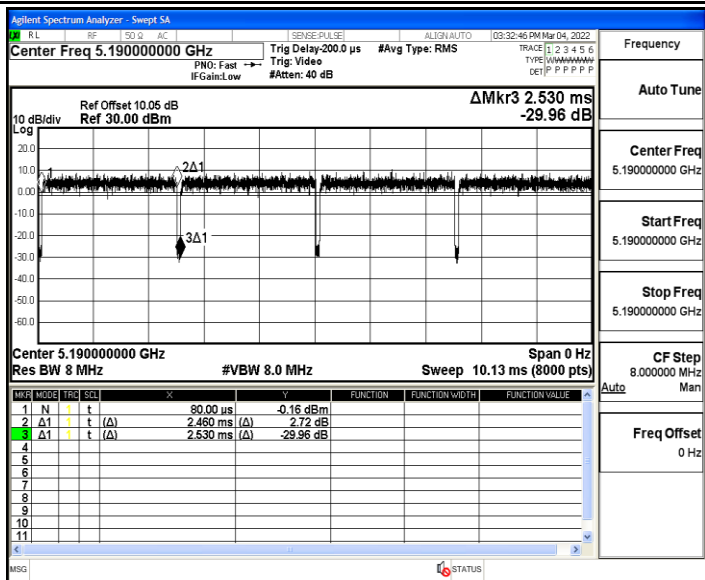 Agilent Spectrum Analyzer - Swept SA
LXI RL RF 50 Ω AC SENSE:PULSE ALIGN AUTO 03:32:46 PM Mar 04, 2022
Center Freq 5.190000000 GHz Trig Delay-200.0 µs #Avg Type: RMS TRACE 1 2 3 4 5 6
PNO: Fast Trig: Video TYPE
IFGain:Low #Atten: 40 dB DET P P P P P P
Frequency
Auto Tune
Center Freq
5.190000000 GHz
Start Freq
5.190000000 GHz
Stop Freq
5.190000000 GHz
CF Step
8.000000 MHz
Auto Man
Freq Offset
0 Hz
ΔMkr3 2.530 ms
-29.96 dB
Ref Offset 10.05 dB
10 dB/div Ref 30.00 dBm
Log
20.0
10.0
0.00
-10.0
-20.0
-30.0
-40.0
-50.0
-60.0
1
2Δ1
3Δ1
Center 5.190000000 GHz Span 0 Hz
Res BW 8 MHz #VBW 8.0 MHz Sweep 10.13 ms (8000 pts)
MKR MODE TRC SCL X Y FUNCTION FUNCTION WIDTH FUNCTION VALUE
1 N 1 t 80.00 µs -0.16 dBm
2 Δ1 1 t (Δ) 2.460 ms (Δ) 2.72 dB
3 Δ1 1 t (Δ) 2.530 ms (Δ) -29.96 dB
4
5
6
7
8
9
10
11
MSG STATUS